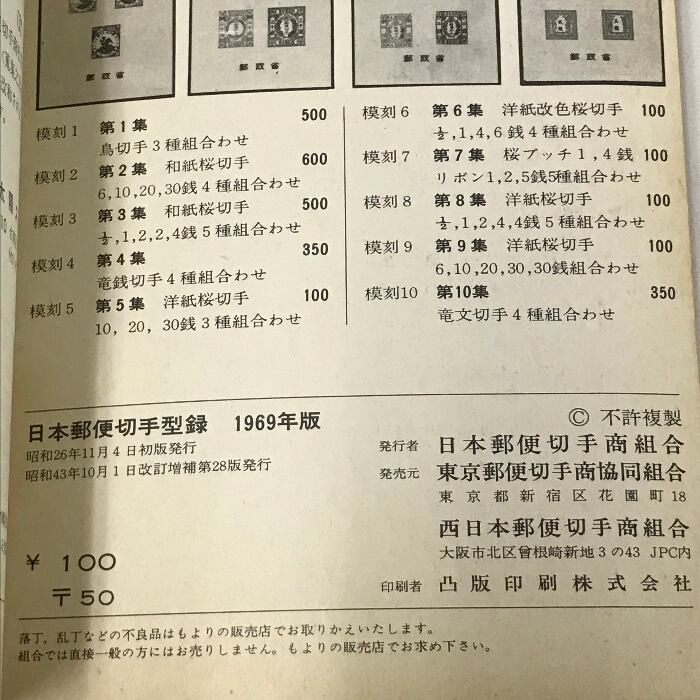 郵政省
郵政省
郵政省
郵政省
模刻1 第1集 500
鳥切手3種組合わせ
模刻2 第2集 和紙桜切手 600
6,10,20,30銭4種組合わせ
模刻3 第3集 和紙桜切手 500
½,1,2,2,4銭5種組合わせ
模刻4 第4集 350
竜銭切手4種組合わせ
模刻5 第5集 洋紙桜切手 100
10, 20, 30銭3種組合わせ
模刻6 第6集 洋紙改色桜切手 100
½,1,4,6銭4種組合わせ
模刻7 第7集 桜ブッチ1,4銭 100
リボン1,2,5銭5種組合わせ
模刻8 第8集 洋紙桜切手 100
½,1,2,4,4銭5種組合わせ
模刻9 第9集 洋紙桜切手 100
6,10,20,30,30銭組合わせ
模刻10 第10集 350
竜文切手4種組合わせ
日本郵便切手型録 1969年版
昭和26年11月4日初版発行
昭和43年10月1日改訂増補第28版発行
¥ 100
〒50
© 不許複製
発行者 日本郵便切手商組合
発売元 東京郵便切手商協同組合
東京都新宿区花園町18
西日本郵便切手商組合
大阪市北区曽根崎新地3の43 JPC内
印刷者 凸版印刷株式会社
落丁、乱丁などの不良品はもよりの販売店でお取りかえいたします。
組合では直接一般の方にはお売りしません。もよりの販売店でお求め下さい。